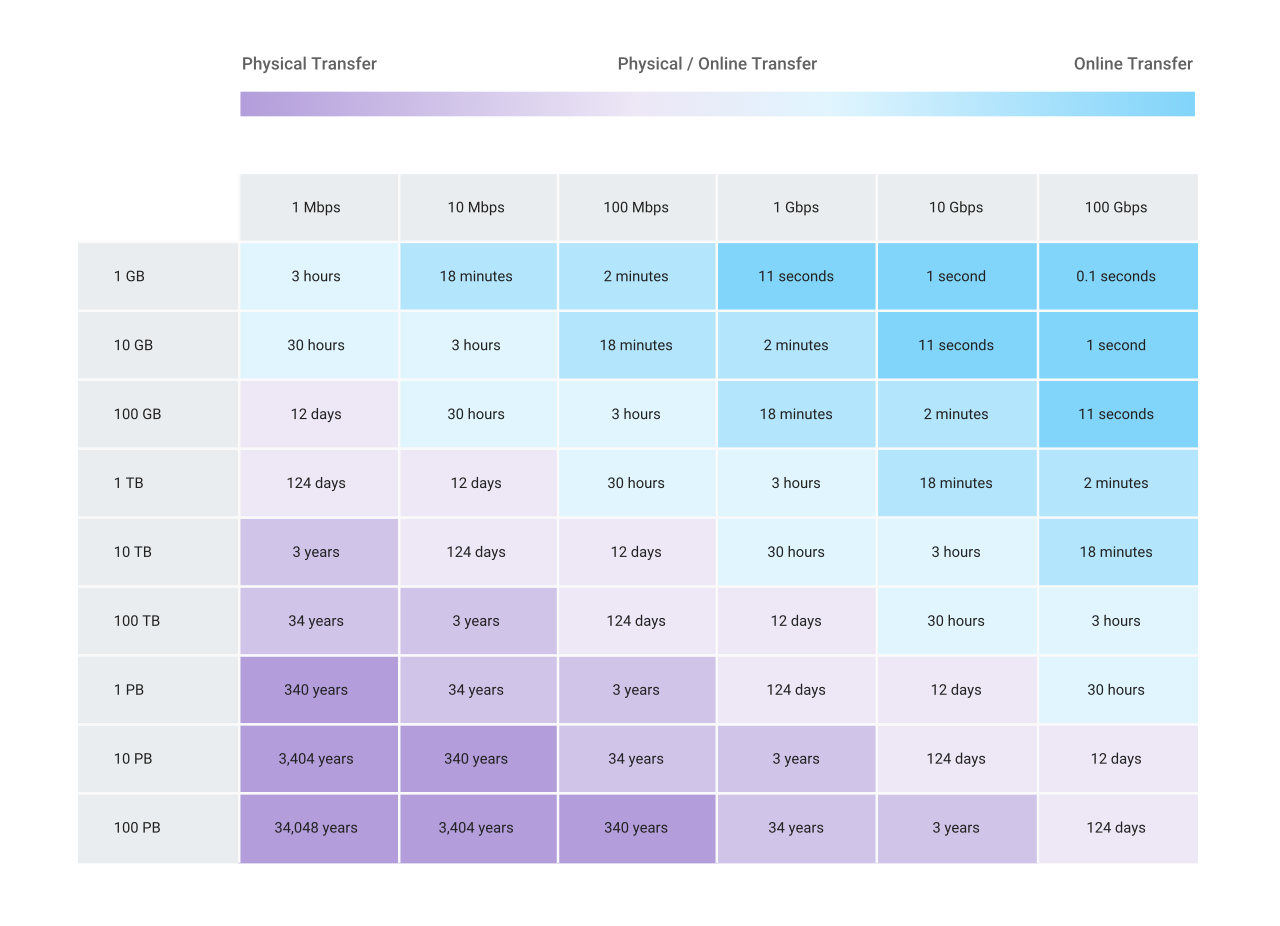 Physical Transfer Physical / Online Transfer Online Transfer
1 Mbps 10 Mbps 100 Mbps 1 Gbps 10 Gbps 100 Gbps
1 GB 3 hours 18 minutes 2 minutes 11 seconds 1 second 0.1 seconds
10 GB 30 hours 3 hours 18 minutes 2 minutes 11 seconds 1 second
100 GB 12 days 30 hours 3 hours 18 minutes 2 minutes 11 seconds
1 TB 124 days 12 days 30 hours 3 hours 18 minutes 2 minutes
10 TB 3 years 124 days 12 days 30 hours 3 hours 18 minutes
100 TB 34 years 3 years 124 days 12 days 30 hours 3 hours
1 PB 340 years 34 years 3 years 124 days 12 days 30 hours
10 PB 3,404 years 340 years 34 years 3 years 124 days 12 days
100 PB 34,048 years 3,404 years 340 years 34 years 3 years 124 days